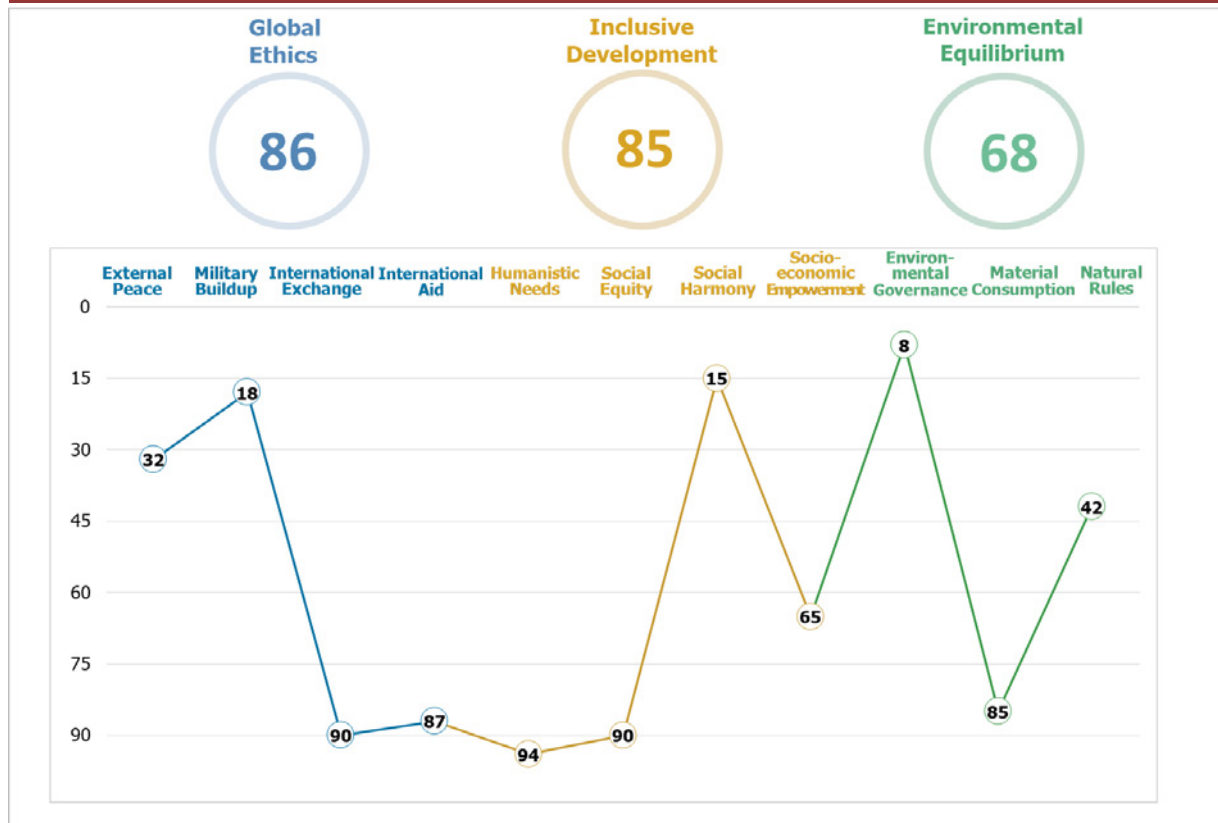 Global
Ethics
Inclusive
Development
Environmental
Equilibrium
86
85
68
External
Peace
Military
Buildup
International
Exchange
International
Aid
Humanistic
Needs
Social
Equity
Social
Harmony
Socio-
economic
Empowerment
Environ-
mental
Governance
Material
Consumption
Natural
Rules
0
15
30
45
60
75
90
32
18
90
87
94
90
15
65
8
85
42